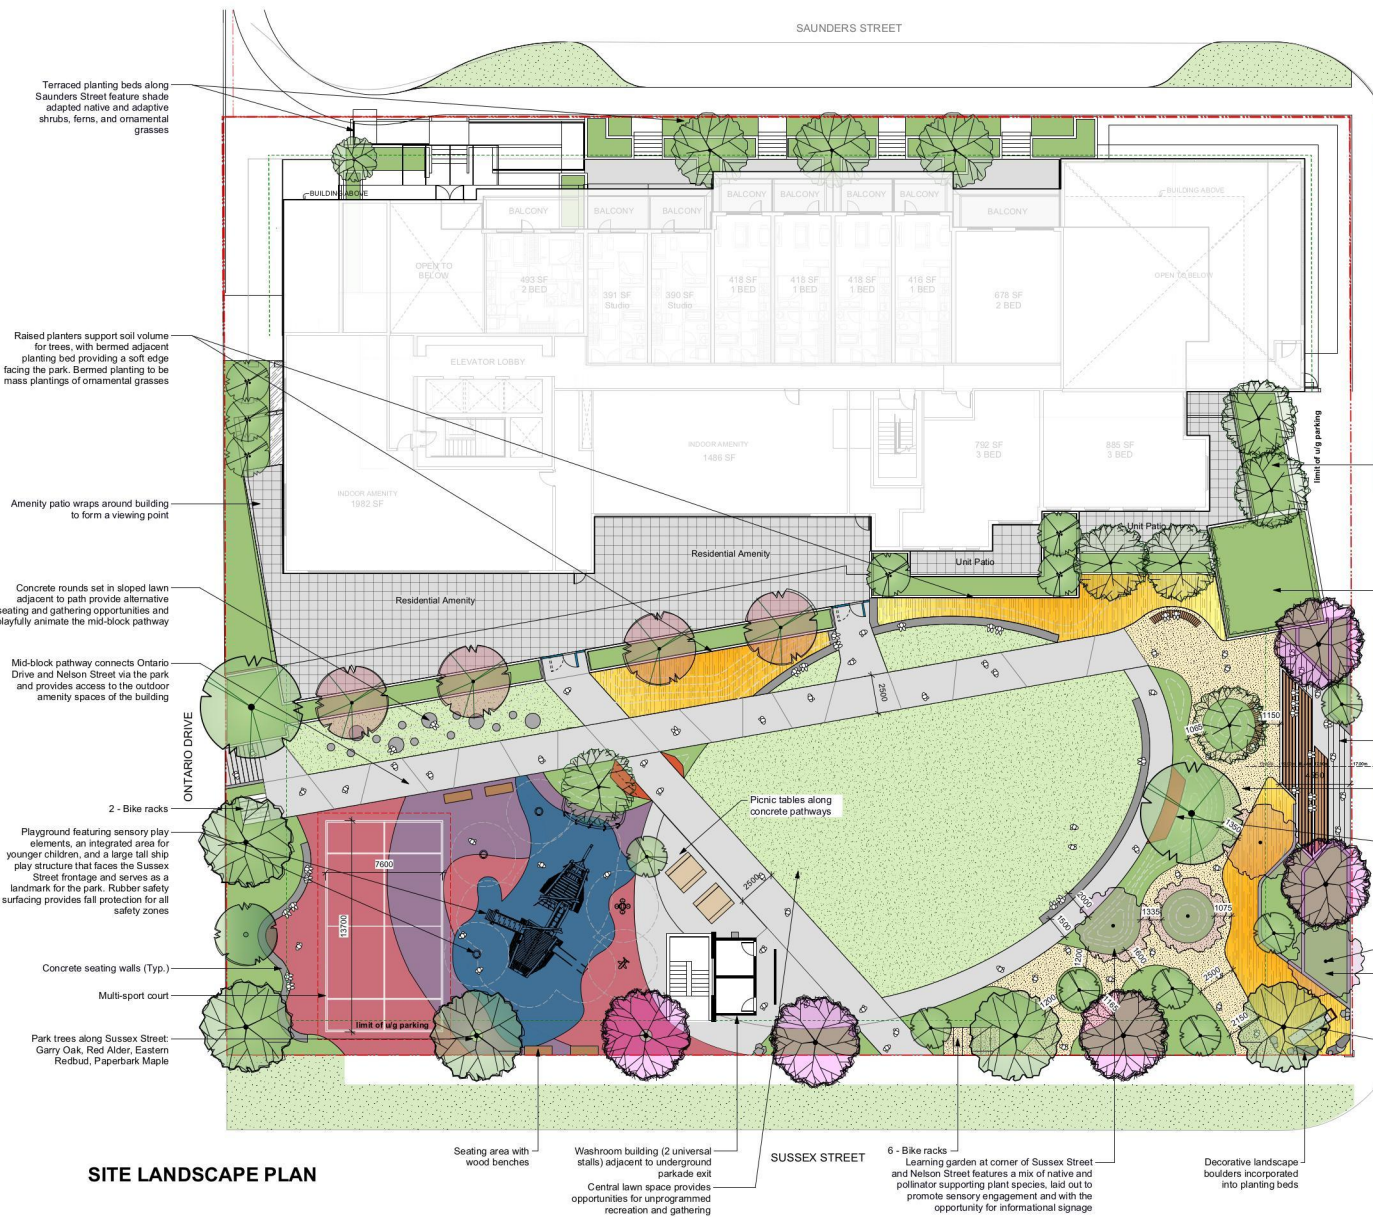 SAUNDERS STREET
Terraced planting beds along
Saunders Street feature shade
adapted native and adaptive
shrubs, ferns, and ornamental
grasses
BUILDING ABOVE
BUILDING ABOVE
BALCONY
BALCONY
BALCONY
BALCONY
BALCONY
BALCONY
BALCONY
BALCONY
OPEN TO
BELOW
493 SF
2 BED
391 SF
Studio
390 SF
Studio
418 SF
1 BED
418 SF
1 BED
418 SF
1 BED
416 SF
1 BED
678 SF
2 BED
OPEN TO BELOW
Raised planters support soil volume
for trees, with bermed adjacent
planting bed providing a soft edge
facing the park. Bermed planting to be
mass plantings of ornamental grasses
ELEVATOR LOBBY
INDOOR AMENITY
1486 SF
792 SF
3 BED
885 SF
3 BED
limit of u/g parking
INDOOR AMENITY
1982 SF
Amenity patio wraps around building
to form a viewing point
Unit Patio
Residential Amenity
Unit Patio
Concrete rounds set in sloped lawn
adjacent to path provide alternative
seating and gathering opportunities and
playfully animate the mid-block pathway
Residential Amenity
Mid-block pathway connects Ontario
Drive and Nelson Street via the park
and provides access to the outdoor
amenity spaces of the building
ONTARIO DRIVE
2500
1065
1150
2 - Bike racks
Picnic tables along
concrete pathways
Playground featuring sensory play
elements, an integrated area for
younger children, and a large tall ship
play structure that faces the Sussex
Street frontage and serves as a
landmark for the park. Rubber safety
surfacing provides fall protection for all
safety zones
7600
13700
2500
1350
2000
1500
1335
1075
1200
1600
2500
1200
1165
2150
Concrete seating walls (Typ.)
Multi-sport court
limit of u/g parking
Park trees along Sussex Street:
Garry Oak, Red Alder, Eastern
Redbud, Paperbark Maple
Seating area with
wood benches
Washroom building (2 universal
stalls) adjacent to underground
parkade exit
Central lawn space provides
opportunities for unprogrammed
recreation and gathering
SUSSEX STREET
6 - Bike racks
Learning garden at corner of Sussex Street
and Nelson Street features a mix of native and
pollinator supporting plant species, laid out to
promote sensory engagement and with the
opportunity for informational signage
Decorative landscape
boulders incorporated
into planting beds
SITE LANDSCAPE PLAN